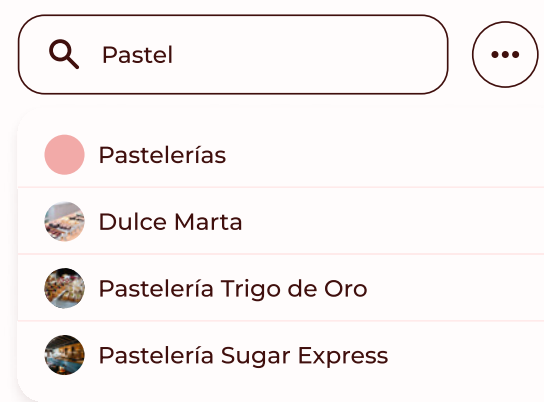 Pastel
Pastelerías
Dulce Marta
Pastelería Trigo de Oro
Pastelería Sugar Express